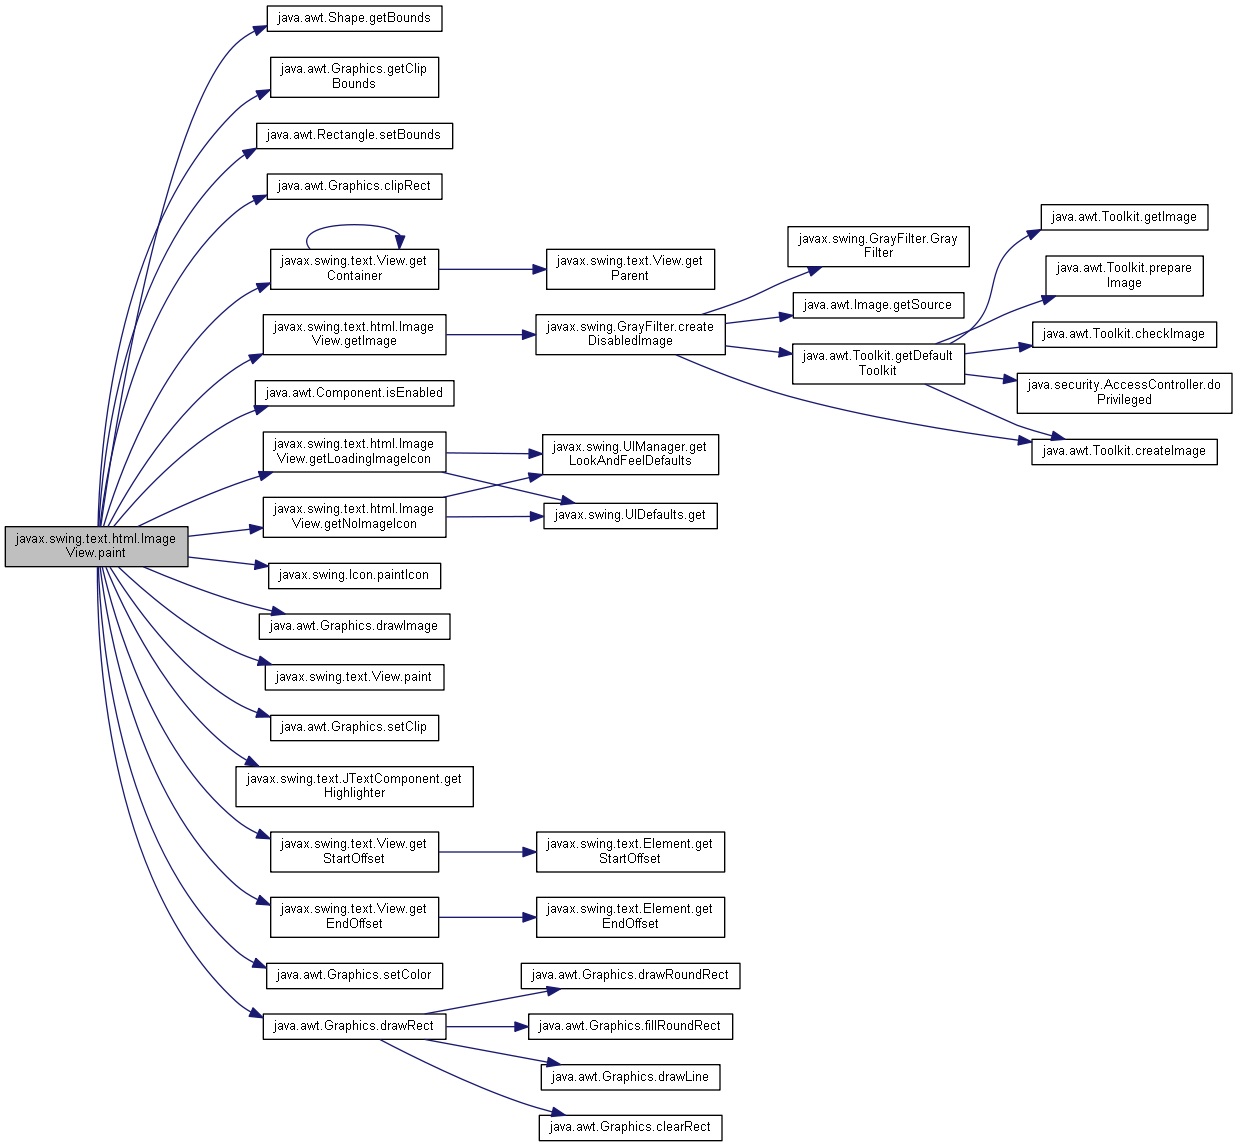 java.awt.Shape.getBounds
java.awt.Graphics.getClip
Bounds
java.awt.Rectangle.setBounds
java.awt.Graphics.clipRect
javax.swing.text.View.get
Container
javax.swing.text.html.Image
View.getImage
java.awt.Component.isEnabled
javax.swing.text.html.Image
View.getLoadingImageIcon
javax.swing.text.html.Image
View.getNoImageIcon
javax.swing.text.html.Image
View.paint
javax.swing.Icon.paintIcon
java.awt.Graphics.drawImage
javax.swing.text.View.paint
java.awt.Graphics.setClip
javax.swing.text.JTextComponent.get
Highlighter
javax.swing.text.View.get
StartOffset
javax.swing.text.View.get
EndOffset
java.awt.Graphics.setColor
java.awt.Graphics.drawRect
javax.swing.text.View.get
Parent
javax.swing.GrayFilter.create
DisabledImage
javax.swing.UIManager.get
LookAndFeelDefaults
javax.swing.UIDefaults.get
javax.swing.text.Element.get
StartOffset
javax.swing.text.Element.get
EndOffset
java.awt.Graphics.drawRoundRect
java.awt.Graphics.fillRoundRect
java.awt.Graphics.drawLine
java.awt.Graphics.clearRect
javax.swing.GrayFilter.Gray
Filter
java.awt.Image.getSource
java.awt.Toolkit.getDefault
Toolkit
java.awt.Toolkit.getImage
java.awt.Toolkit.prepare
Image
java.awt.Toolkit.checkImage
java.security.AccessController.do
Privileged
java.awt.Toolkit.createImage